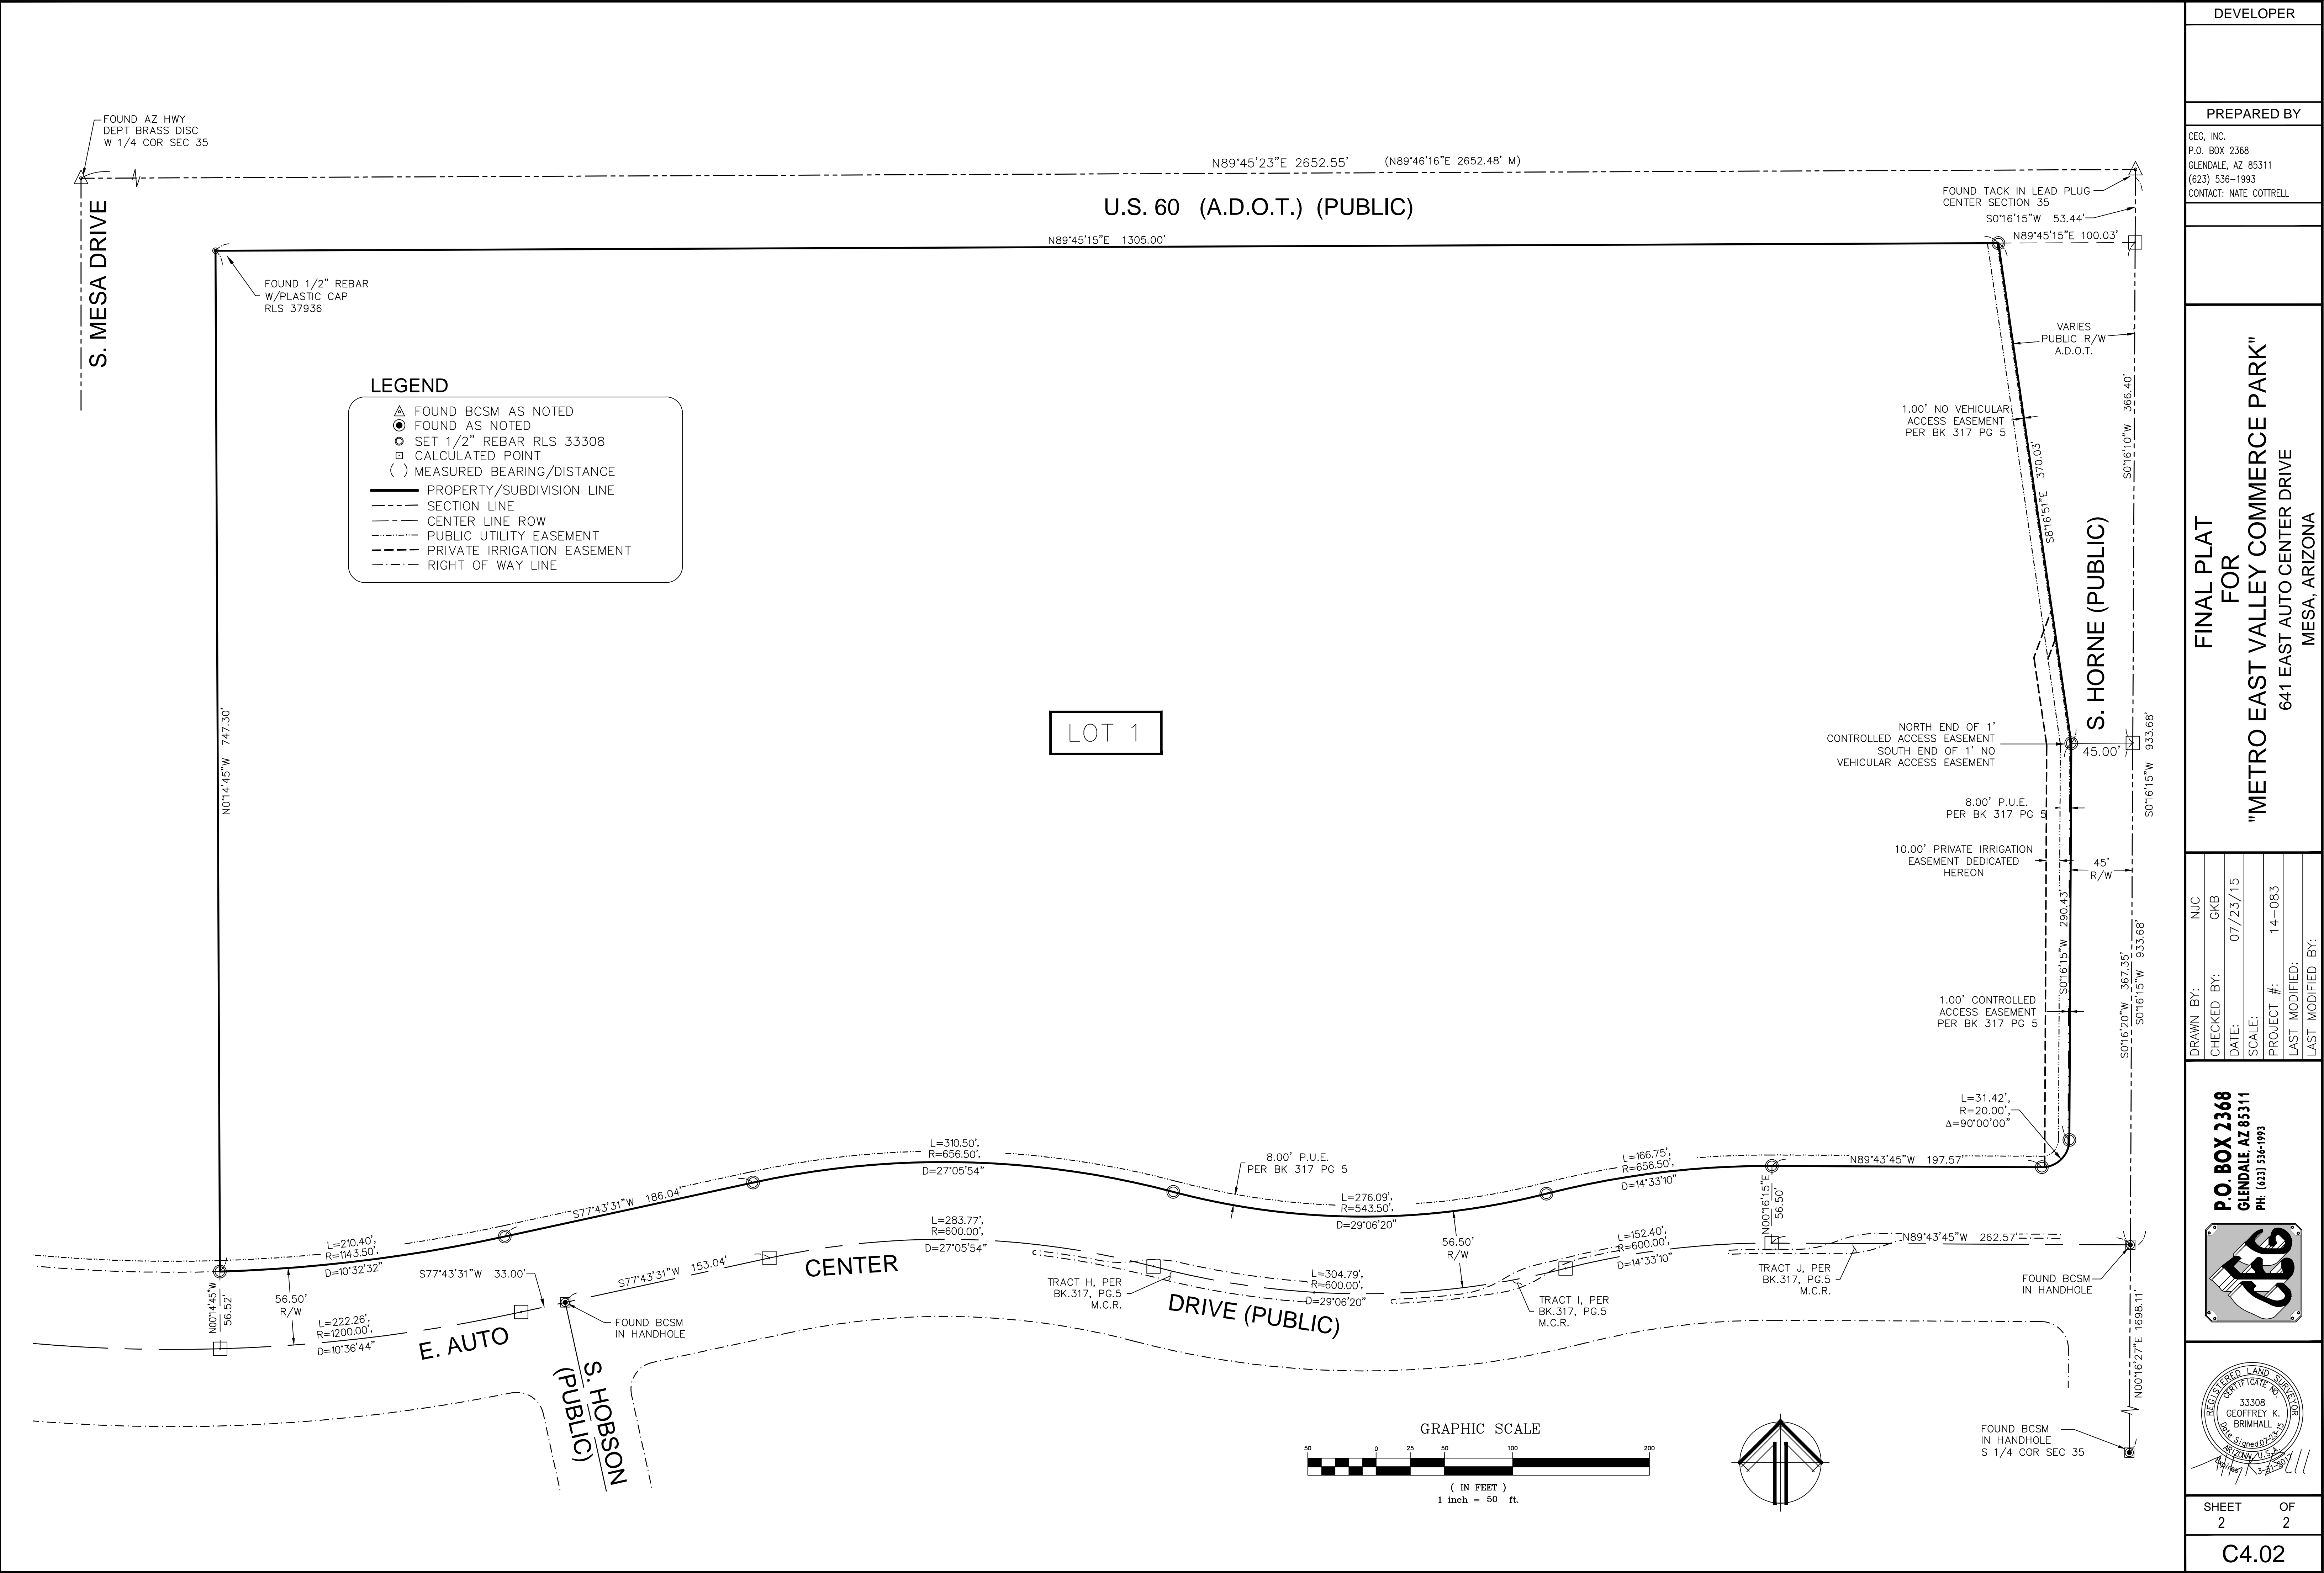 FOUND AZ HWY
DEPT BRASS DISC
W 1/4 COR SEC 35
S. MESA DRIVE
N89°45'23"E 2652.55' (N89°46'16"E 2652.48' M)
U.S. 60 (A.D.O.T.) (PUBLIC)
FOUND TACK IN LEAD PLUG
CENTER SECTION 35
S0°16'15"W 53.44'
N89°45'15"E 100.03'
N89°45'15"E 1305.00'
FOUND 1/2" REBAR
W/PLASTIC CAP
RLS 37936
LEGEND
FOUND BCSM AS NOTED
FOUND AS NOTED
SET 1/2" REBAR RLS 33308
CALCULATED POINT
( ) MEASURED BEARING/DISTANCE
PROPERTY/SUBDIVISION LINE
SECTION LINE
CENTER LINE ROW
PUBLIC UTILITY EASEMENT
PRIVATE IRRIGATION EASEMENT
RIGHT OF WAY LINE
VARIES
PUBLIC R/W
A.D.O.T.
1.00' NO VEHICULAR
ACCESS EASEMENT
PER BK 317 PG 5
S8°16'51"E 370.03'
S0°16'10"W 366.40'
S. HORNE (PUBLIC)
N0°14'45"W 747.30'
LOT 1
NORTH END OF 1'
CONTROLLED ACCESS EASEMENT
SOUTH END OF 1' NO
VEHICULAR ACCESS EASEMENT
45.00'
S0°16'15"W 933.68'
8.00' P.U.E.
PER BK 317 PG 5
10.00' PRIVATE IRRIGATION
EASEMENT DEDICATED
HEREON
45'
R/W
S0°16'15"W 290.43'
S0°16'20"W 367.35'
S0°16'15"W 933.68'
1.00' CONTROLLED
ACCESS EASEMENT
PER BK 317 PG 5
L=31.42',
R=20.00',
Δ=90°00'00"
L=310.50',
R=656.50',
D=27°05'54"
8.00' P.U.E.
PER BK 317 PG 5
L=166.75',
R=656.50',
D=14°33'10"
N89°43'45"W 197.57'
S77°43'31"W 186.04'
L=276.09',
R=543.50',
D=29°06'20"
N00°16'15"E
56.50'
L=210.40',
R=1143.50',
D=10°32'32"
L=283.77',
R=600.00',
D=27°05'54"
56.50'
R/W
L=152.40',
R=600.00',
D=14°33'10"
N89°43'45"W 262.57'
N00°14'45"W
56.52'
56.50'
R/W
S77°43'31"W 33.00'
S77°43'31"W 153.04'
CENTER
TRACT H, PER
BK.317, PG.5
M.C.R.
L=304.79',
R=600.00',
D=29°06'20"
TRACT I, PER
BK.317, PG.5
M.C.R.
TRACT J, PER
BK.317, PG.5
M.C.R.
FOUND BCSM
IN HANDHOLE
L=222.26',
R=1200.00',
D=10°36'44"
E. AUTO
FOUND BCSM
IN HANDHOLE
DRIVE (PUBLIC)
N00°16'27"E 1698.11'
S. HOBSON
(PUBLIC)
GRAPHIC SCALE
50 0 25 50 100 200
( IN FEET )
1 inch = 50 ft.
FOUND BCSM
IN HANDHOLE
S 1/4 COR SEC 35
DEVELOPER
PREPARED BY
CEG, INC.
P.O. BOX 2368
GLENDALE, AZ 85311
(623) 536-1993
CONTACT: NATE COTTRELL
FINAL PLAT
FOR
"METRO EAST VALLEY COMMERCE PARK"
641 EAST AUTO CENTER DRIVE
MESA, ARIZONA
DRAWN BY: NJC
CHECKED BY: GKB
DATE: 07/23/15
SCALE:
PROJECT #: 14-083
LAST MODIFIED:
LAST MODIFIED BY:
P.O. BOX 2368
GLENDALE, AZ 85311
PH: (623) 536-1993
CEG
REGISTERED LAND SURVEYOR
CERTIFICATE NO.
33308
GEOFFREY K.
BRIMHALL
Date Signed 07-23-15
ARIZONA, U.S.A.
Expires 3-31-2017
SHEET OF
2 2
C4.02